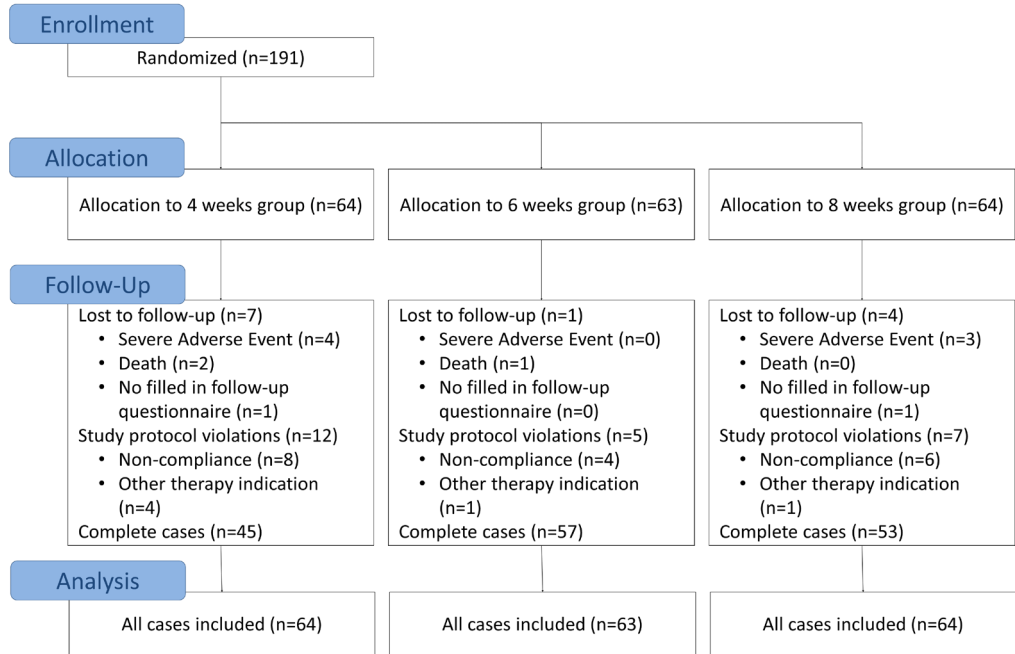 Enrollment
Randomized (n=191)
Allocation
Allocation to 4 weeks group (n=64)
Allocation to 6 weeks group (n=63)
Allocation to 8 weeks group (n=64)
Follow-Up
Lost to follow-up (n=7)
• Severe Adverse Event (n=4)
• Death (n=2)
• No filled in follow-up
questionnaire (n=1)
Study protocol violations (n=12)
• Non-compliance (n=8)
• Other therapy indication
(n=4)
Complete cases (n=45)
Lost to follow-up (n=1)
• Severe Adverse Event (n=0)
• Death (n=1)
• No filled in follow-up
questionnaire (n=0)
Study protocol violations (n=5)
• Non-compliance (n=4)
• Other therapy indication
(n=1)
Complete cases (n=57)
Lost to follow-up (n=4)
• Severe Adverse Event (n=3)
• Death (n=0)
• No filled in follow-up
questionnaire (n=1)
Study protocol violations (n=7)
• Non-compliance (n=6)
• Other therapy indication
(n=1)
Complete cases (n=53)
Analysis
All cases included (n=64)
All cases included (n=63)
All cases included (n=64)